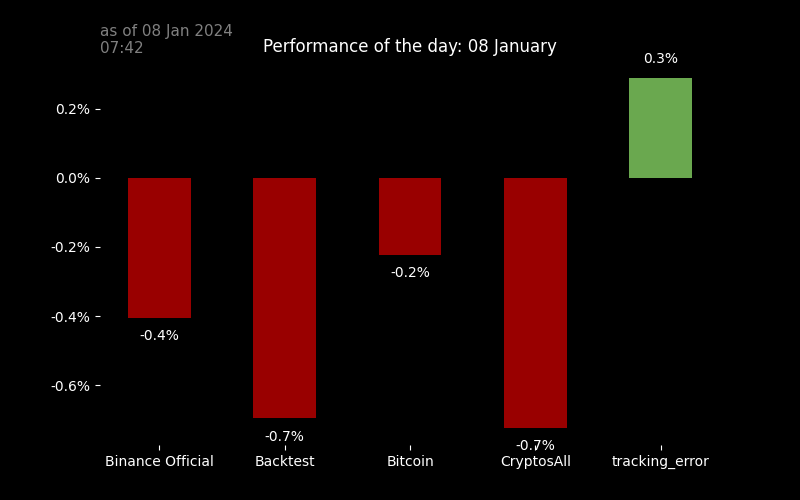 as of 08 Jan 2024
07:42
Performance of the day: 08 January
0.3%
0.2%
0.0%
-0.2%
-0.2%
-0.4%
-0.4%
-0.6%
-0.7%
-0.7%
Binance Official
Backtest
Bitcoin
CryptosAll
tracking_error